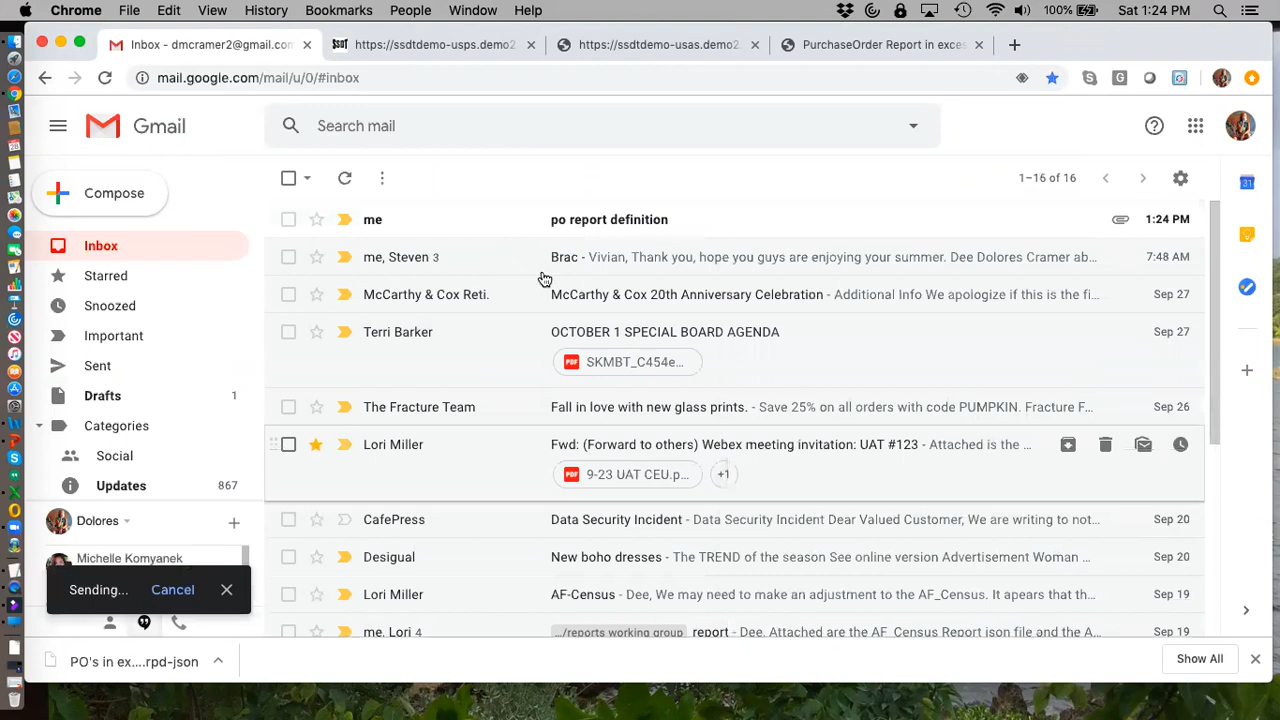 Chrome File Edit View History Bookmarks People Window Help 100% Sat 1:24 PM
Inbox - dmcramer2@gmail.com × SSDT https://ssdtdemo-usps.demo2 × https://ssdtdemo-usas.demo2. × PurchaseOrder Report in exces ×
mail.google.com/mail/u/0/#inbox
Gmail
Search mail
Compose
1–16 of 16
me po report definition 1:24 PM
Inbox
me, Steven 3 Brac - Vivian, Thank you, hope you guys are enjoying your summer. Dee Dolores Cramer ab... 7:48 AM
Starred
McCarthy & Cox Reti. McCarthy & Cox 20th Anniversary Celebration - Additional Info We apologize if this is the fi... Sep 27
Snoozed
Terri Barker OCTOBER 1 SPECIAL BOARD AGENDA Sep 27
Important
PDF SKMBT_C454e...
Sent
Drafts 1
The Fracture Team Fall in love with new glass prints. - Save 25% on all orders with code PUMPKIN. Fracture F... Sep 26
Categories
Lori Miller Fwd: (Forward to others) Webex meeting invitation: UAT #123 - Attached is the ...
Social
PDF 9-23 UAT CEU.p... +1
Updates 867
CafePress Data Security Incident - Data Security Incident Dear Valued Customer, We are writing to not... Sep 20
Dolores
Michelle Komyanek
Desigual New boho dresses - The TREND of the season See online version Advertisement Woman ... Sep 20
Sending... Cancel
Lori Miller AF-Census - Dee, We may need to make an adjustment to the AF_Census. It apears that th... Sep 19
me, Lori 4 .../reports working group report - Dee, Attached are the AF_Census Report json file and the A... Sep 19
PO's in ex....rpd-json
Show All